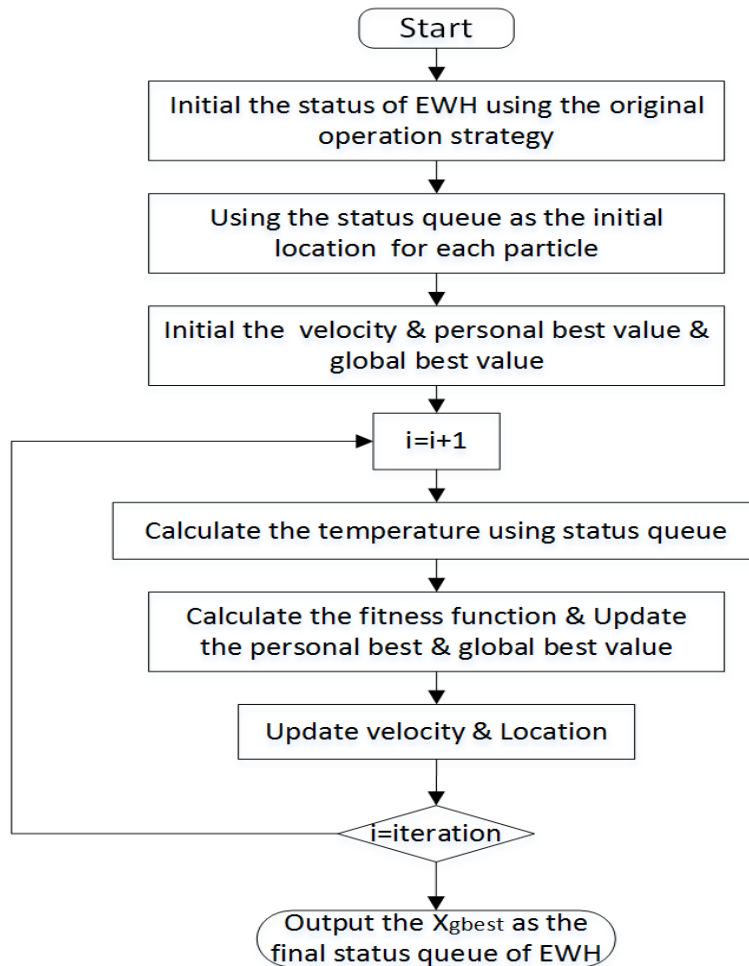 Start
Initial the status of EWH using the original
operation strategy
Using the status queue as the initial
location for each particle
Initial the velocity & personal best value &
global best value
i=i+1
Calculate the temperature using status queue
Calculate the fitness function & Update
the personal best & global best value
Update velocity & Location
i=iteration
Output the Xgbest as the
final status queue of EWH